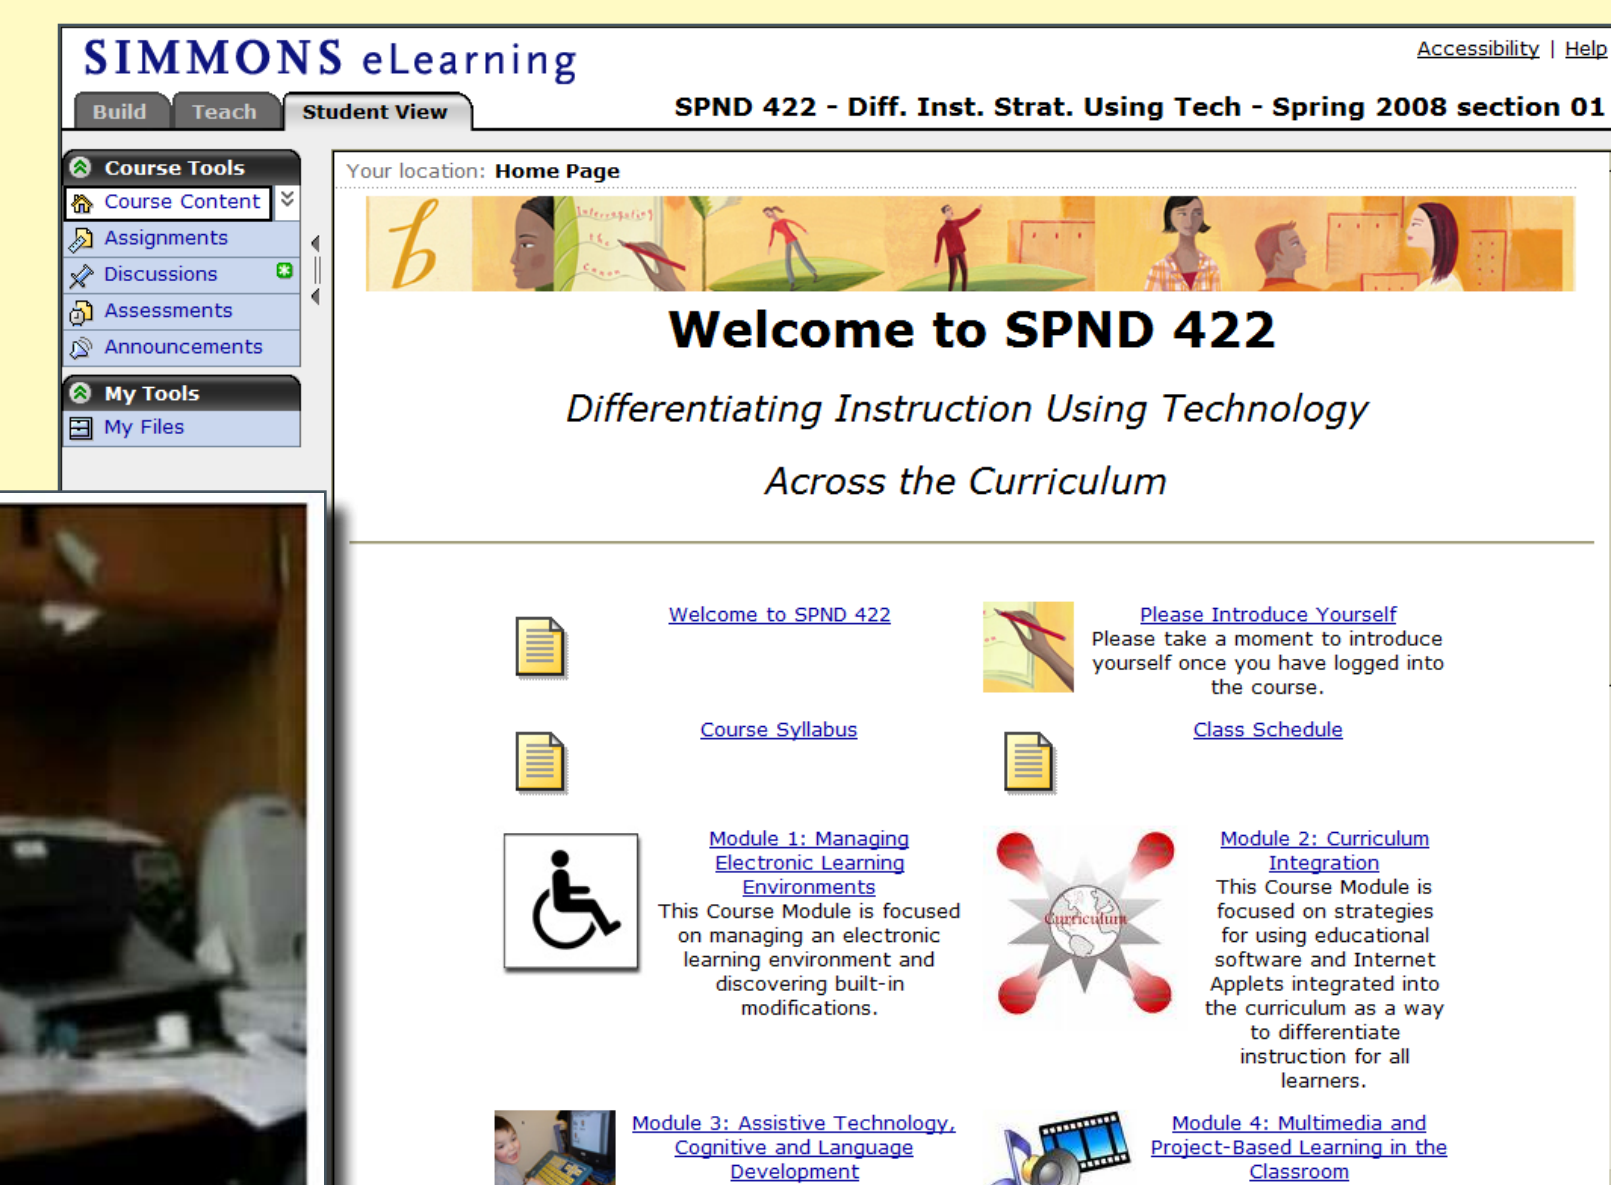 SIMMONS eLearning
Accessibility | Help
Build
Teach
Student View
SPND 422 - Diff. Inst. Strat. Using Tech - Spring 2008 section 01
Course Tools
Course Content
Assignments
Discussions
Assessments
Announcements
My Tools
My Files
Your location: Home Page
b
Interrogating
the
Canon
Welcome to SPND 422
Differentiating Instruction Using Technology
Across the Curriculum
Welcome to SPND 422
Please Introduce Yourself
Please take a moment to introduce
yourself once you have logged into
the course.
Course Syllabus
Class Schedule
Module 1: Managing
Electronic Learning
Environments
This Course Module is focused
on managing an electronic
learning environment and
discovering built-in
modifications.
Curriculum
Module 2: Curriculum
Integration
This Course Module is
focused on strategies
for using educational
software and Internet
Applets integrated into
the curriculum as a way
to differentiate
instruction for all
learners.
Module 3: Assistive Technology,
Cognitive and Language
Development
Module 4: Multimedia and
Project-Based Learning in the
Classroom